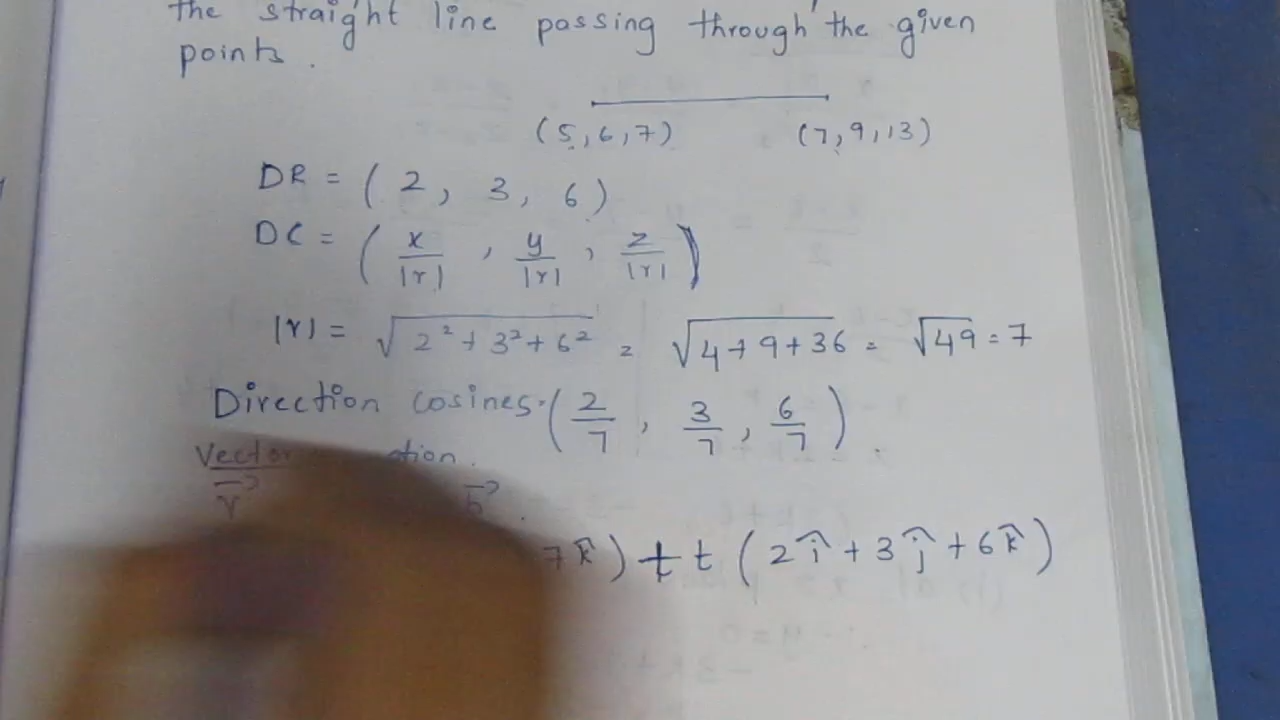 the straight line passing through the given
points.
(5,6,7) (7,9,13)
DR = (2, 3, 6)
DC = (x/|r|, y/|r|, z/|r|)
|r| = √2²+3²+6² = √4+9+36 = √49 = 7
Direction cosines. (2/7, 3/7, 6/7).
Vector
r⃗ b⃗.
7k̂) + t (2î+3ĵ+6k̂)